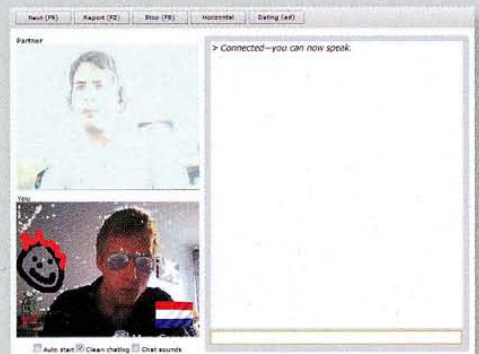 Next (F9) Report (F2) Stop (F8) Horizontal Dating (ad)
Partner
> Connected—you can now speak.
You
Auto start Clean chatlog Chat sounds